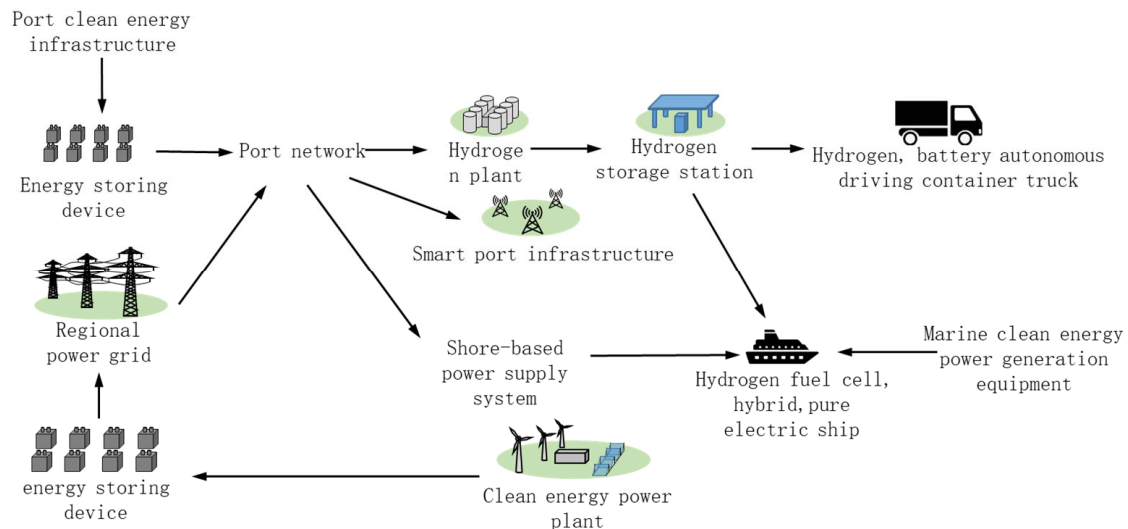 Port clean energy
infrastructure
Energy storing
device
Port network
Hydroge
n plant
Hydrogen
storage station
Hydrogen, battery autonomous
driving container truck
Smart port infrastructure
Regional
power grid
Shore-based
power supply
system
Hydrogen fuel cell,
hybrid,pure
electric ship
Marine clean energy
power generation
equipment
energy storing
device
Clean energy power
plant